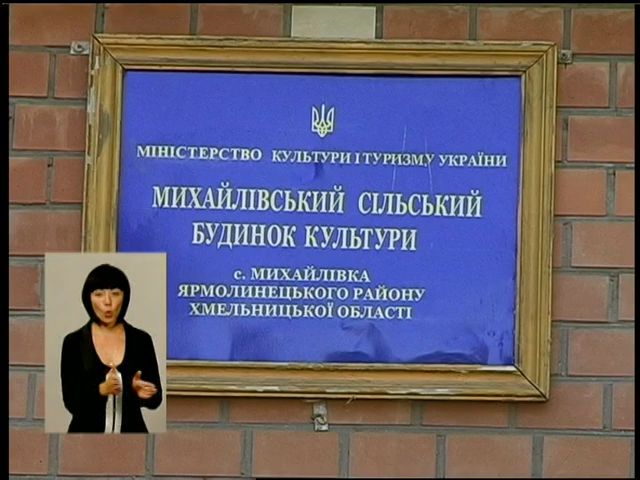 МІНІСТЕРСТВО КУЛЬТУРИ І ТУРИЗМУ УКРАЇНИ
МИХАЙЛІВСЬКИЙ СІЛЬСЬКИЙ
БУДИНОК КУЛЬТУРИ
с. МИХАЙЛІВКА
ЯРМОЛИНЕЦЬКОГО РАЙОНУ
ХМЕЛЬНИЦЬКОЇ ОБЛАСТІ